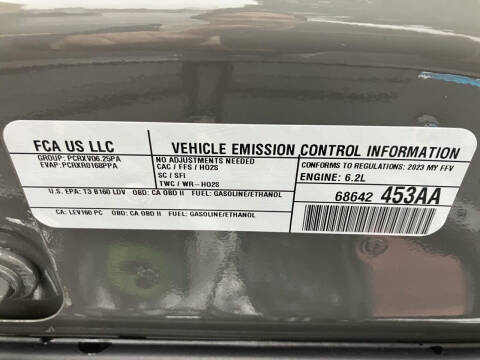 FCA US LLC
GROUP: PCRXV06.25PA
EVAP: PCRXR0168PPA
VEHICLE EMISSION CONTROL INFORMATION
NO ADJUSTMENTS NEEDED
CAC / FFS / HO2S
SC / SFI
TWC / WR-HO2S
CONFORMS TO REGULATIONS: 2023 MY FFV
ENGINE: 6.2L
U.S. EPA: T3 B160 LDV OBD: CA OBD II FUEL: GASOLINE/ETHANOL
68642 453AA
CA: LEV160 PC OBD: CA OBD II FUEL: GASOLINE/ETHANOL